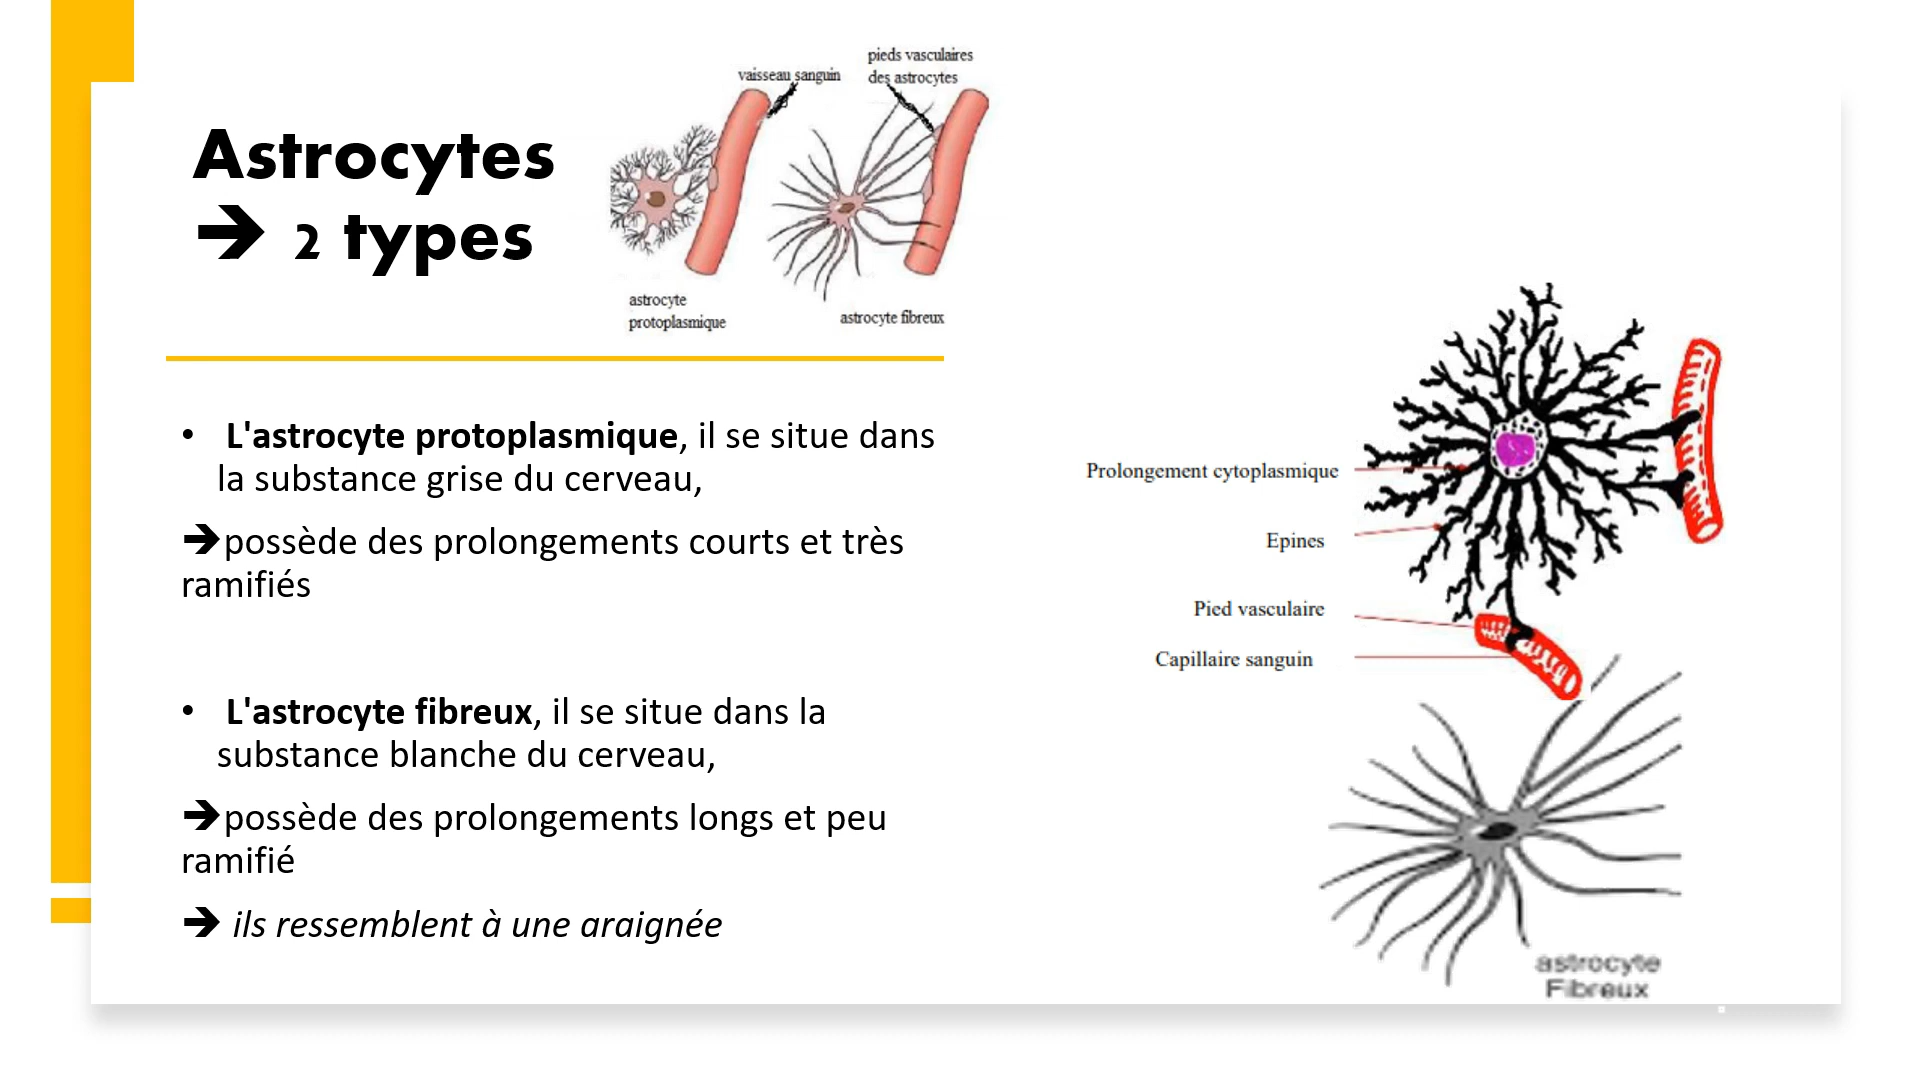 Astrocytes
➔ 2 types
vaisseau sanguin
pieds vasculaires
des astrocytes
astrocyte
protoplasmique
astrocyte fibreux
• L'astrocyte protoplasmique, il se situe dans
la substance grise du cerveau,
➔possède des prolongements courts et très
ramifiés
• L'astrocyte fibreux, il se situe dans la
substance blanche du cerveau,
➔possède des prolongements longs et peu
ramifié
➔ ils ressemblent à une araignée
Prolongement cytoplasmique
Epines
Pied vasculaire
Capillaire sanguin
astrocyte
Fibreux